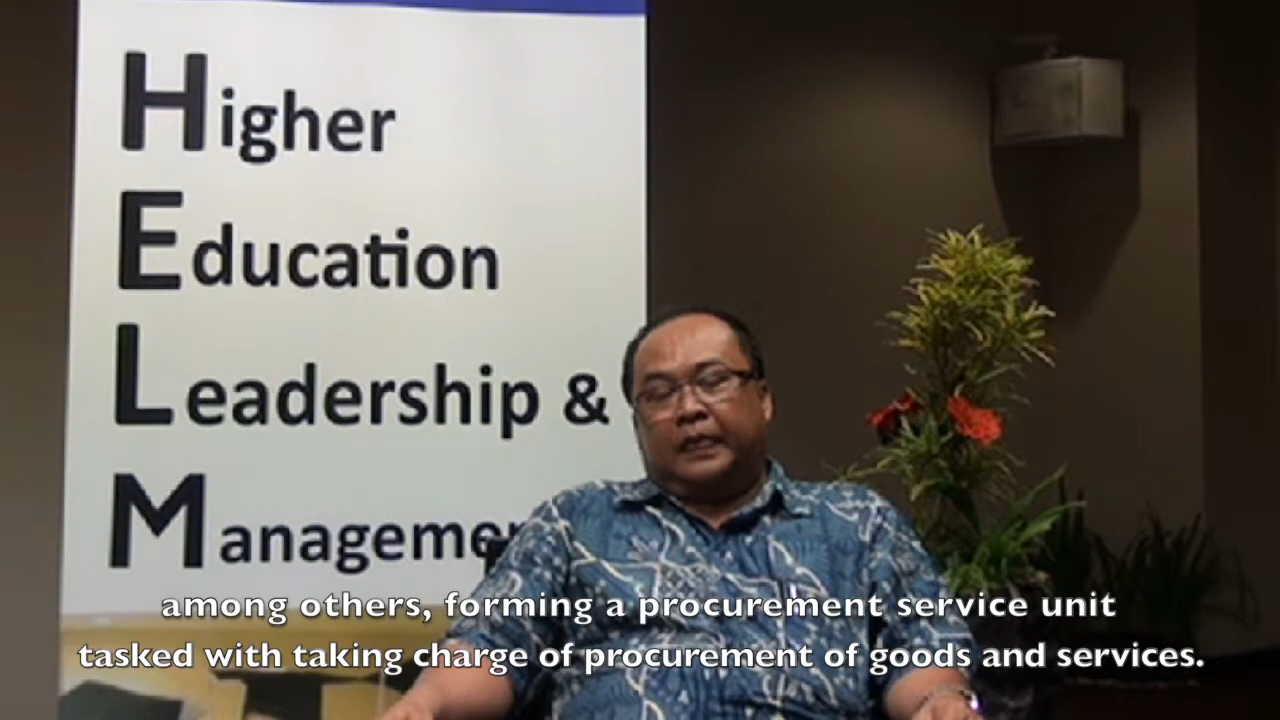 Higher
Education
Leadership &
Managemen
among others, forming a procurement service unit
tasked with taking charge of procurement of goods and services.